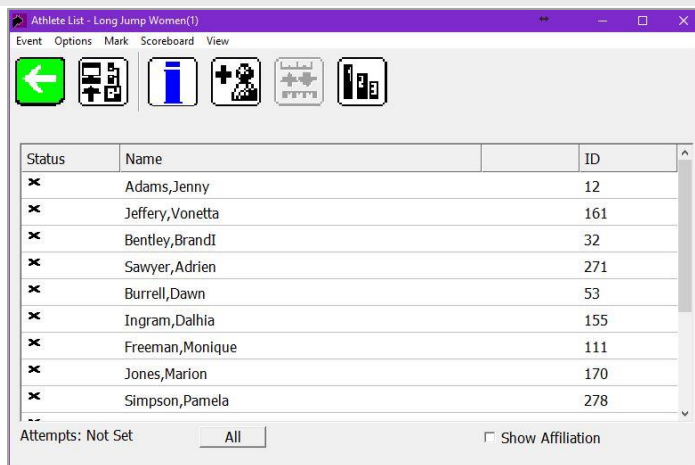 Athlete List - Long Jump Women(1)
Event Options Mark Scoreboard View
Status Name ID
Adams,Jenny 12
Jeffery,Vonetta 161
Bentley,BrandI 32
Sawyer,Adrien 271
Burrell,Dawn 53
Ingram,Dalhia 155
Freeman,Monique 111
Jones,Marion 170
Simpson,Pamela 278
Attempts: Not Set All Show Affiliation